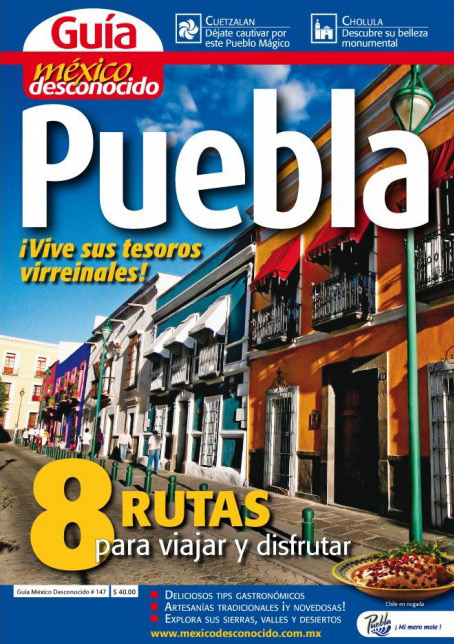 Guía
méxico
desconocido
CUETZALAN
Déjate cautivar por
este Pueblo Mágico
CHOLULA
Descubre su belleza
monumental
Puebla
¡Vive sus tesoros
virreinales!
8 RUTAS
para viajar y disfrutar
Guía México Desconocido # 147
$ 40.00
Chile en nogada
▪ DELICIOSOS TIPS GASTRONÓMICOS
▪ ARTESANÍAS TRADICIONALES ¡Y NOVEDOSAS!
▪ EXPLORA SUS SIERRAS, VALLES Y DESIERTOS
www.mexicodesconocido.com.mx
Puebla
¡Mi mero mole!